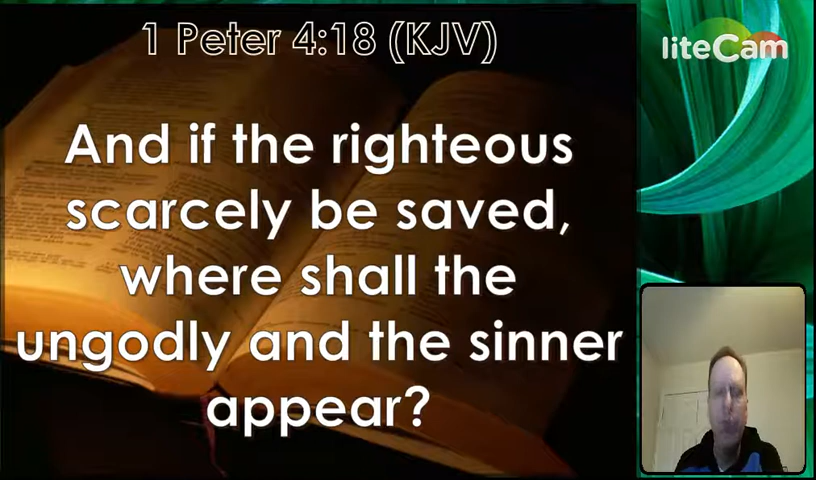 1 Peter 4:18 (KJV)
liteCam
And if the righteous
scarcely be saved,
where shall the
ungodly and the sinner
appear?